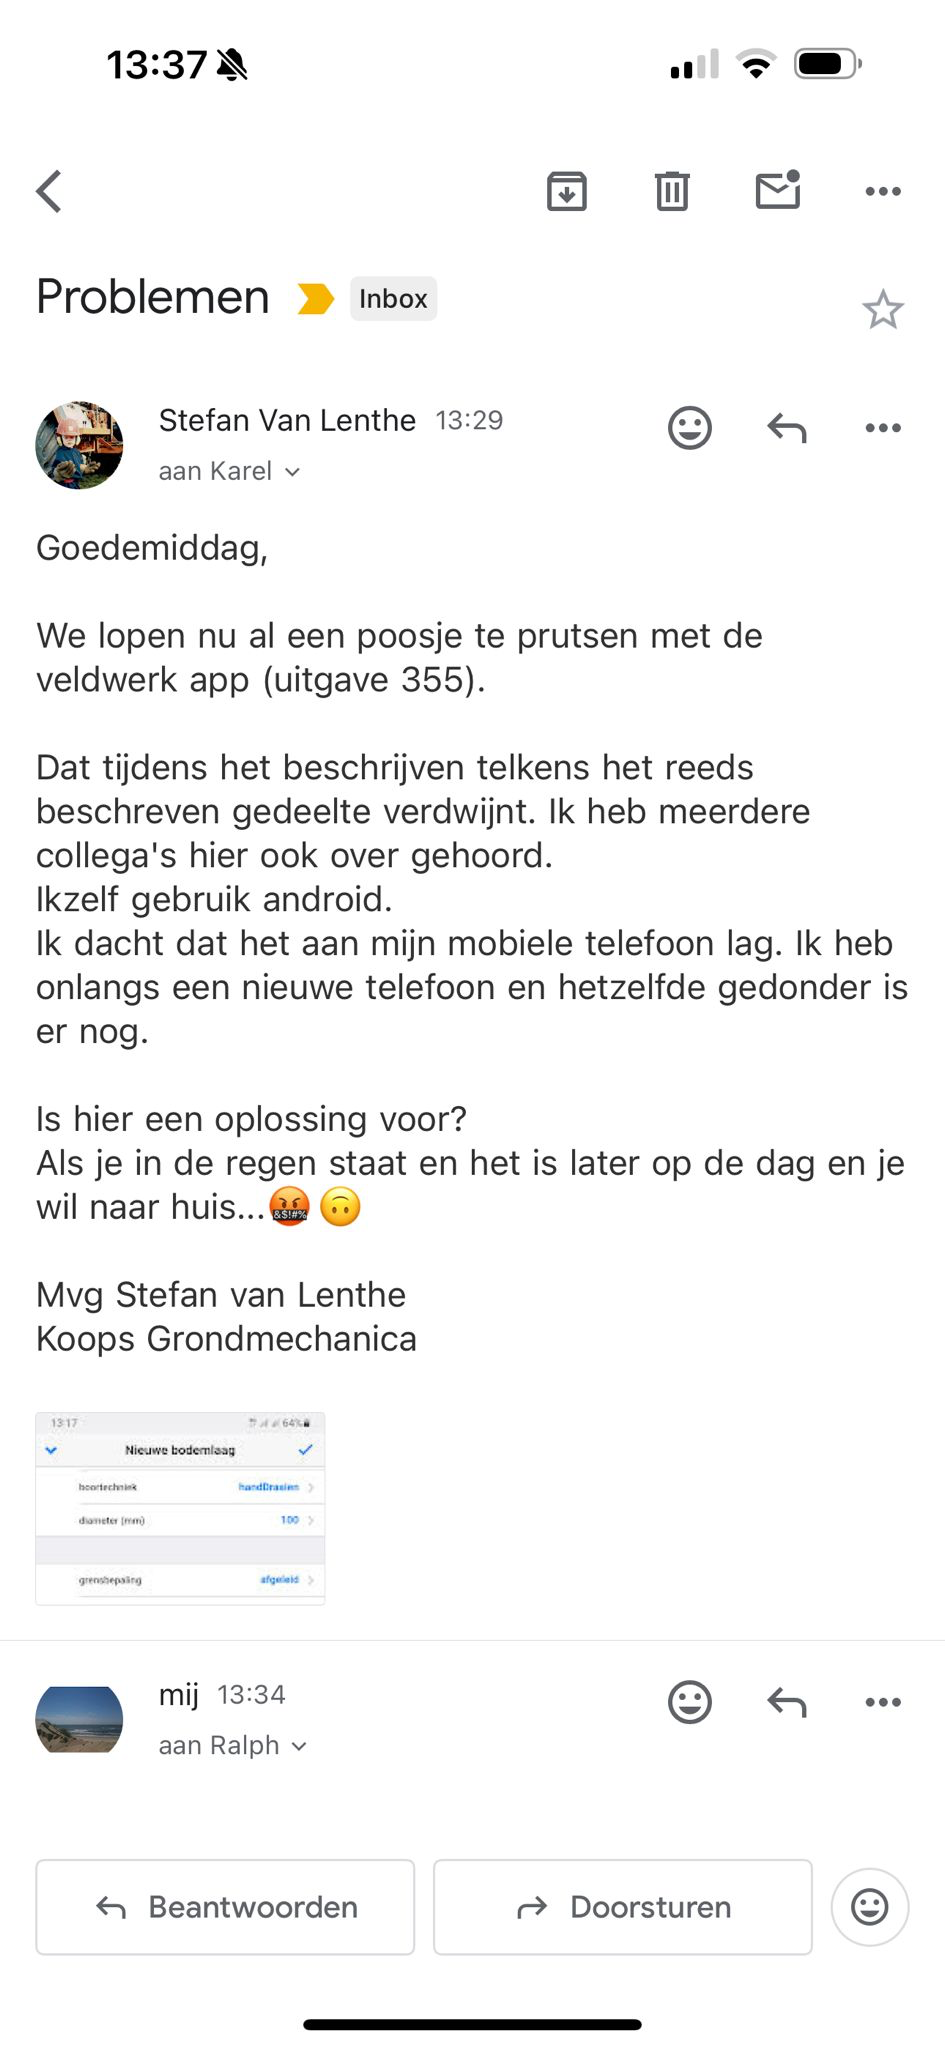 13:37
Problemen
Inbox
Stefan Van Lenthe 13:29
aan Karel
Goedemiddag,
We lopen nu al een poosje te prutsen met de
veldwerk app (uitgave 355).
Dat tijdens het beschrijven telkens het reeds
beschreven gedeelte verdwijnt. Ik heb meerdere
collega's hier ook over gehoord.
Ikzelf gebruik android.
Ik dacht dat het aan mijn mobiele telefoon lag. Ik heb
onlangs een nieuwe telefoon en hetzelfde gedonder is
er nog.
Is hier een oplossing voor?
Als je in de regen staat en het is later op de dag en je
wil naar huis...🤬🙃
Mvg Stefan van Lenthe
Koops Grondmechanica
13:17 64%
Nieuwe bodemlaag
boortechniek handDraaien
diameter (mm) 100
grensbepaling afgeleid
mij 13:34
aan Ralph
Beantwoorden
Doorsturen